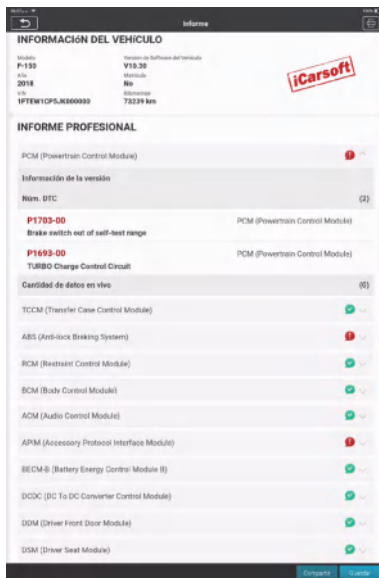 100%
Informe
INFORMACIóN DEL VEHíCULO
Modelo
F-150
Versión de Software del Vehículo
V10.30
Año
2018
Matrícula
No
VIN
1FTEW1CP5JK000000
Kilometraje
73239 km
iCarsoft
INFORME PROFESIONAL
PCM (Powertrain Control Module)
Información de la versión
Núm. DTC (2)
P1703-00 PCM (Powertrain Control Module)
Brake switch out of self-test range
P1693-00 PCM (Powertrain Control Module)
TURBO Charge Control Circuit
Cantidad de datos en vivo (0)
TCCM (Transfer Case Control Module)
ABS (Anti-lock Braking System)
RCM (Restraint Control Module)
BCM (Body Control Module)
ACM (Audio Control Module)
APIM (Accessory Protocol Interface Module)
BECM-B (Battery Energy Control Module B)
DCDC (DC To DC Converter Control Module)
DDM (Driver Front Door Module)
DSM (Driver Seat Module)
Compartir
Guardar